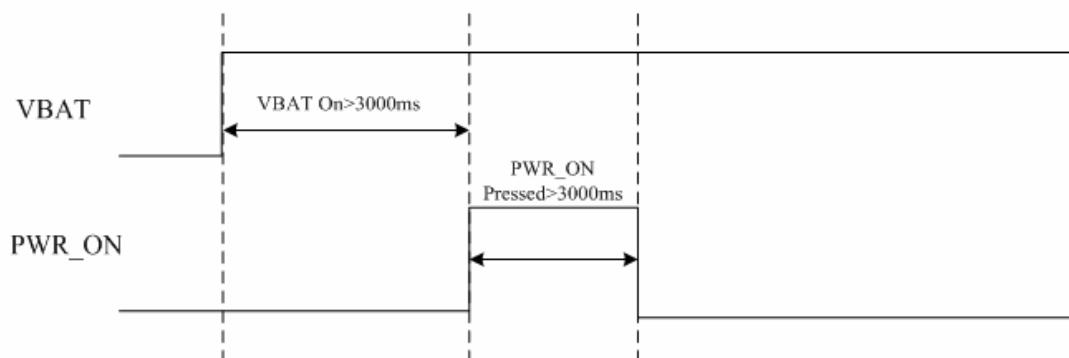 VBAT
VBAT On>3000ms
PWR_ON
Pressed>3000ms
PWR_ON